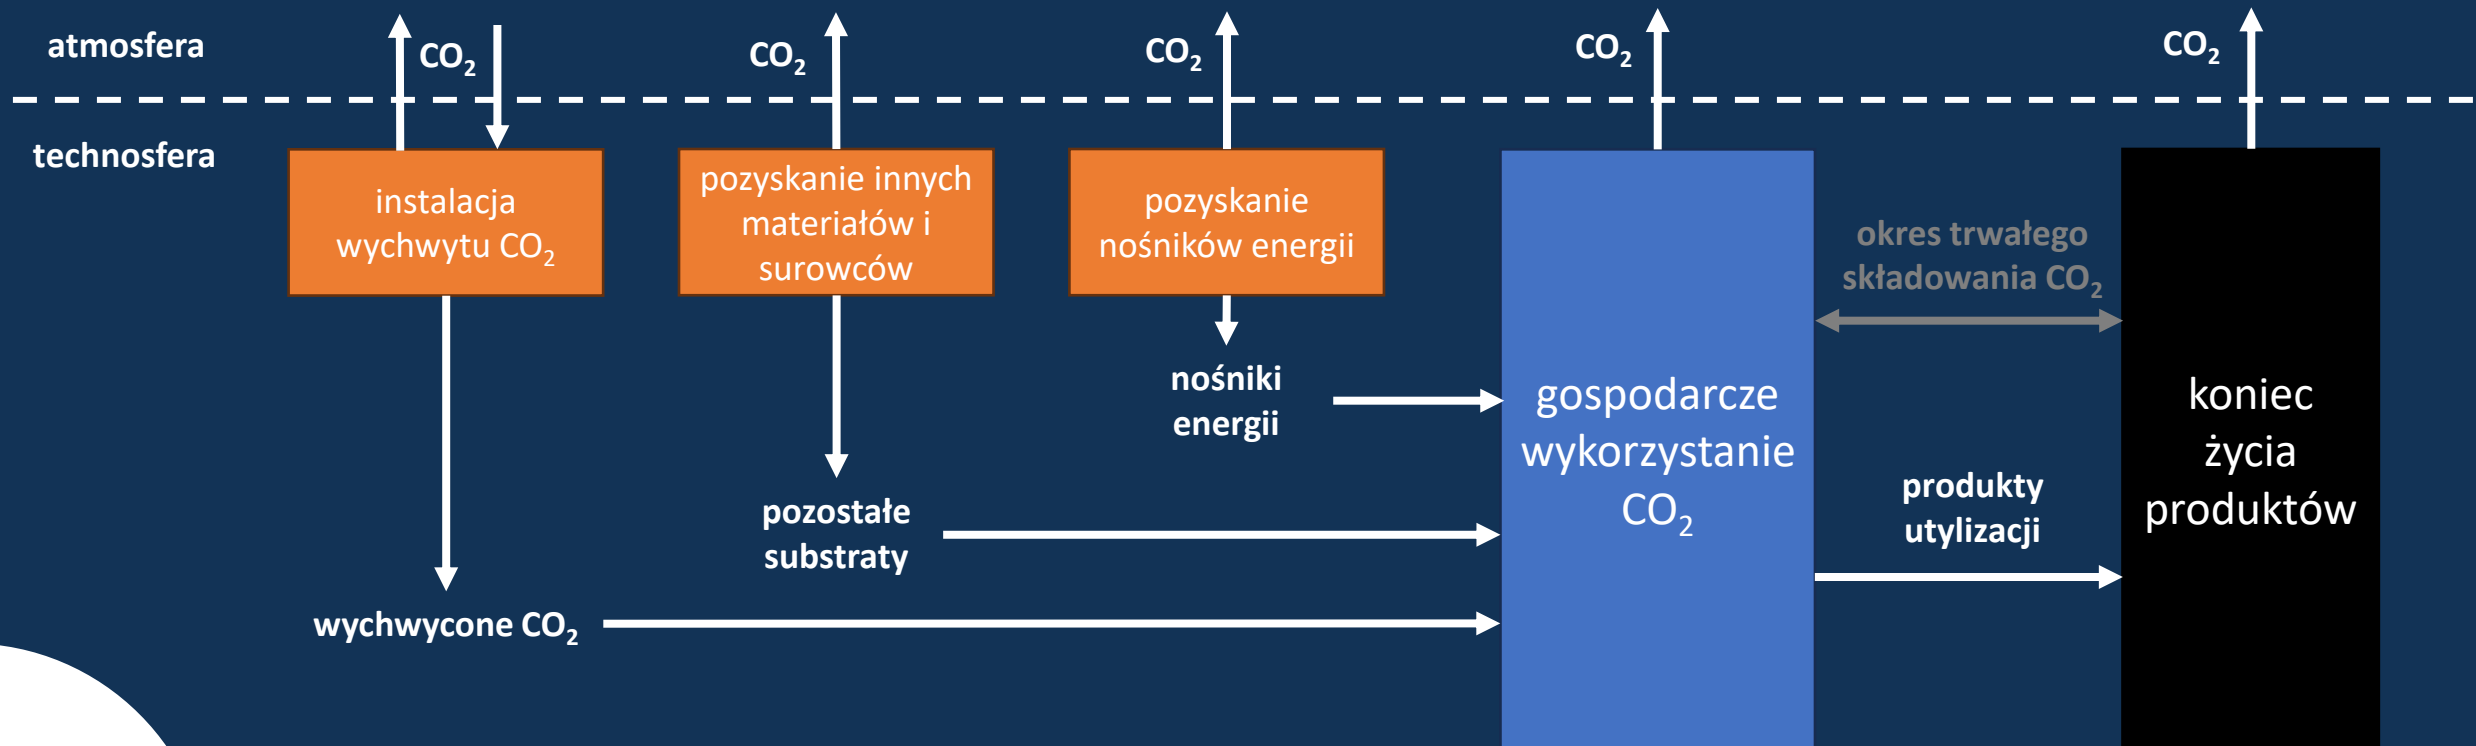 atmosfera
CO₂
CO₂
CO₂
CO₂
CO₂
technosfera
instalacja
wychwytu CO₂
pozyskanie innych
materiałów i
surowców
pozyskanie
nośników energii
okres trwałego
składowania CO₂
nośniki
energii
gospodarcze
wykorzystanie
CO₂
koniec
życia
produktów
pozostałe
substraty
produkty
utylizacji
wychwycone CO₂